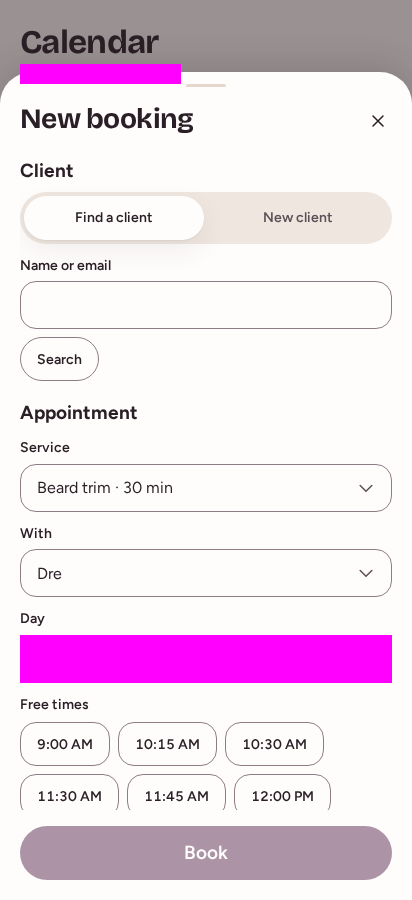 Calendar
New booking
Client
Find a client
New client
Name or email
Search
Appointment
Service
Beard trim · 30 min
With
Dre
Day
Free times
9:00 AM
10:15 AM
10:30 AM
11:30 AM
11:45 AM
12:00 PM
Book